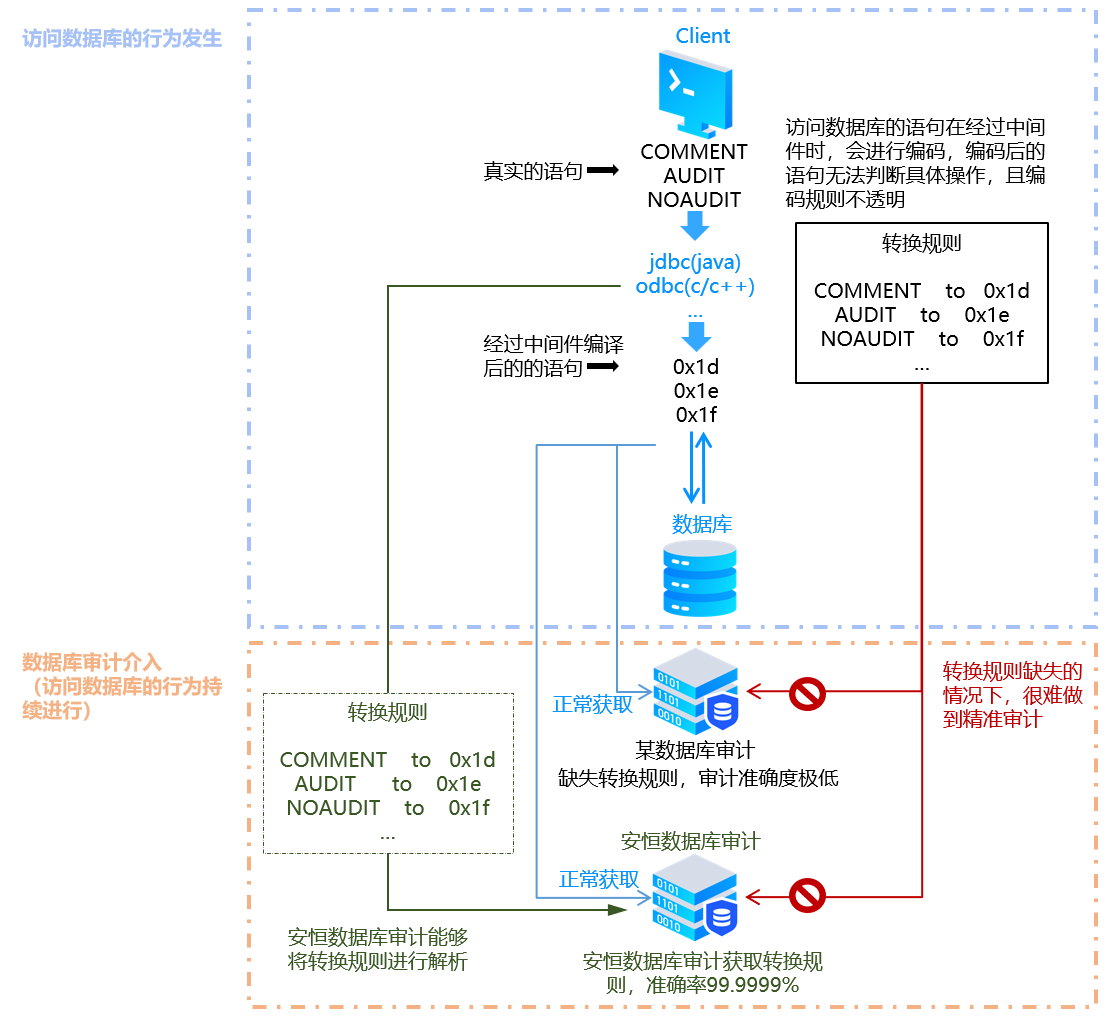 访问数据库的行为发生
Client
COMMENT
AUDIT
NOAUDIT
真实的语句
访问数据库的语句在经过中间
件时，会进行编码，编码后的
语句无法判断具体操作，且编
码规则不透明
转换规则
COMMENT to 0x1d
AUDIT to 0x1e
NOAUDIT to 0x1f
...
jdbc(java)
odbc(c/c++)
...
经过中间件编译
后的的语句
0x1d
0x1e
0x1f
数据库
数据库审计介入
（访问数据库的行为持
续进行）
转换规则
COMMENT to 0x1d
AUDIT to 0x1e
NOAUDIT to 0x1f
...
正常获取
0101
1101
0010
某数据库审计
缺失转换规则，审计准确度极低
转换规则缺失的
情况下，很难做
到精准审计
安恒数据库审计
正常获取
0101
1101
0010
安恒数据库审计能够
将转换规则进行解析
安恒数据库审计获取转换规
则，准确率99.9999%